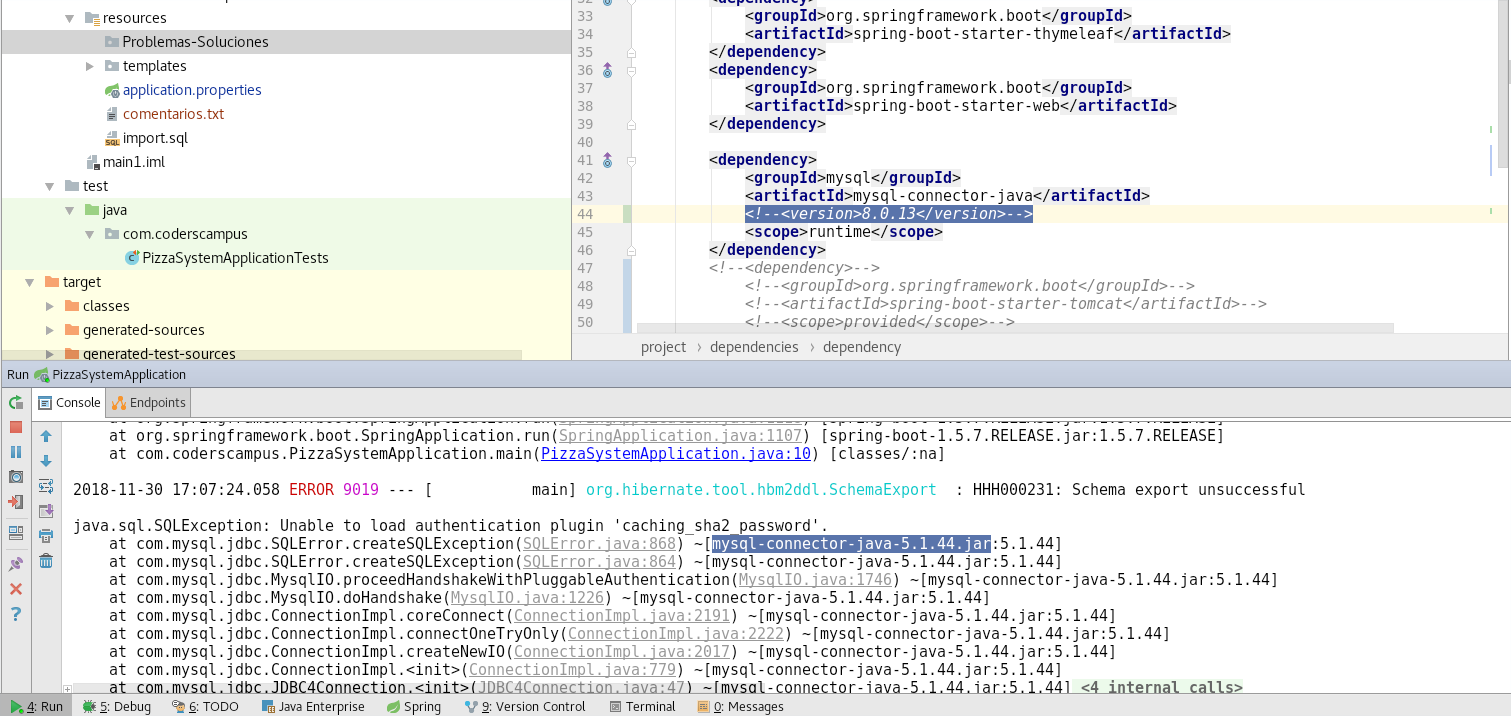 resources
Problemas-Soluciones
templates
application.properties
comentarios.txt
import.sql
main1.iml
test
java
com.coderscampus
PizzaSystemApplicationTests
target
classes
generated-sources
generated-test-sources
32 <dependency>
33 <groupId>org.springframework.boot</groupId>
34 <artifactId>spring-boot-starter-thymeleaf</artifactId>
35 </dependency>
36 <dependency>
37 <groupId>org.springframework.boot</groupId>
38 <artifactId>spring-boot-starter-web</artifactId>
39 </dependency>
40
41 <dependency>
42 <groupId>mysql</groupId>
43 <artifactId>mysql-connector-java</artifactId>
44 <!--<version>8.0.13</version>-->
45 <scope>runtime</scope>
46 </dependency>
47 <!--<dependency>-->
48 <!--<groupId>org.springframework.boot</groupId>-->
49 <!--<artifactId>spring-boot-starter-tomcat</artifactId>-->
50 <!--<scope>provided</scope>-->
project › dependencies › dependency
Run PizzaSystemApplication
Console Endpoints
at org.springframework.boot.SpringApplication.run(SpringApplication.java:1107) [spring-boot-1.5.7.RELEASE.jar:1.5.7.RELEASE]
at com.coderscampus.PizzaSystemApplication.main(PizzaSystemApplication.java:10) [classes/:na]
2018-11-30 17:07:24.058 ERROR 9019 --- [           main] org.hibernate.tool.hbm2ddl.SchemaExport  : HHH000231: Schema export unsuccessful
java.sql.SQLException: Unable to load authentication plugin 'caching_sha2_password'.
at com.mysql.jdbc.SQLError.createSQLException(SQLError.java:868) ~[mysql-connector-java-5.1.44.jar:5.1.44]
at com.mysql.jdbc.SQLError.createSQLException(SQLError.java:864) ~[mysql-connector-java-5.1.44.jar:5.1.44]
at com.mysql.jdbc.MysqlIO.proceedHandshakeWithPluggableAuthentication(MysqlIO.java:1746) ~[mysql-connector-java-5.1.44.jar:5.1.44]
at com.mysql.jdbc.MysqlIO.doHandshake(MysqlIO.java:1226) ~[mysql-connector-java-5.1.44.jar:5.1.44]
at com.mysql.jdbc.ConnectionImpl.coreConnect(ConnectionImpl.java:2191) ~[mysql-connector-java-5.1.44.jar:5.1.44]
at com.mysql.jdbc.ConnectionImpl.connectOneTryOnly(ConnectionImpl.java:2222) ~[mysql-connector-java-5.1.44.jar:5.1.44]
at com.mysql.jdbc.ConnectionImpl.createNewIO(ConnectionImpl.java:2017) ~[mysql-connector-java-5.1.44.jar:5.1.44]
at com.mysql.jdbc.ConnectionImpl.<init>(ConnectionImpl.java:779) ~[mysql-connector-java-5.1.44.jar:5.1.44]
at com.mysql.jdbc.JDBC4Connection.<init>(JDBC4Connection.java:47) ~[mysql-connector-java-5.1.44.jar:5.1.44] <4 internal calls>
4: Run 5: Debug 6: TODO Java Enterprise Spring 9: Version Control Terminal 0: Messages